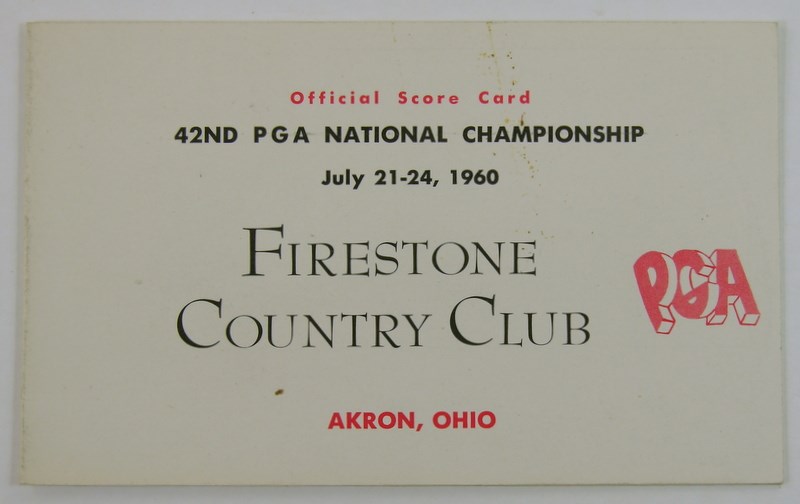 Official Score Card
42ND PGA NATIONAL CHAMPIONSHIP
July 21-24, 1960
FIRESTONE
COUNTRY CLUB
PGA
AKRON, OHIO